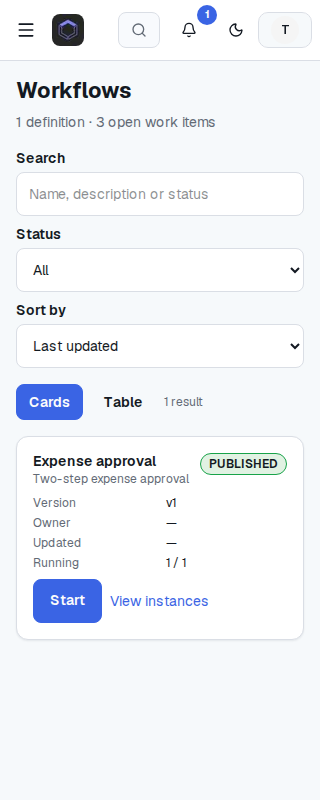 1
T
Workflows
1 definition · 3 open work items
Search
Name, description or status
Status
All
Sort by
Last updated
Cards Table 1 result
Expense approval PUBLISHED
Two-step expense approval
Version v1
Owner —
Updated —
Running 1 / 1
Start View instances